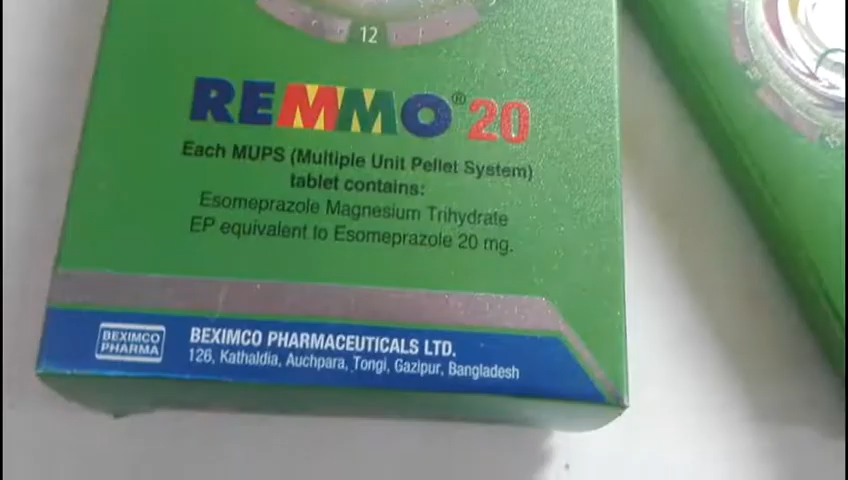 12
REMMO® 20
Each MUPS (Multiple Unit Pellet System)
tablet contains:
Esomeprazole Magnesium Trihydrate
EP equivalent to Esomeprazole 20 mg.
BEXIMCO
PHARMA
BEXIMCO PHARMACEUTICALS LTD.
126, Kathaldia, Auchpara, Tongi, Gazipur, Bangladesh